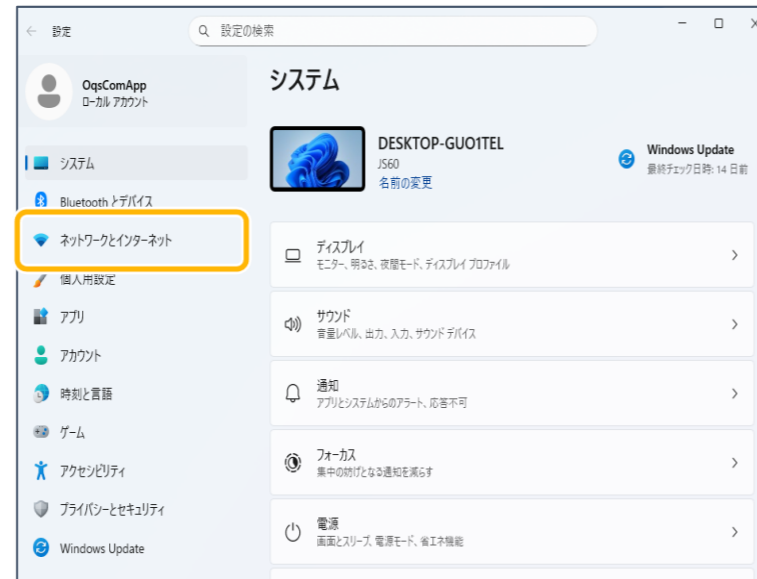 設定
設定の検索
OqsComApp
ローカル アカウント
システム
Bluetooth とデバイス
ネットワークとインターネット
個人用設定
アプリ
アカウント
時刻と言語
ゲーム
アクセシビリティ
プライバシーとセキュリティ
Windows Update
システム
DESKTOP-GUO1TEL
JS60
名前の変更
Windows Update
最終チェック日時: 14 日前
ディスプレイ
モニター、明るさ、夜間モード、ディスプレイ プロファイル
サウンド
音量レベル、出力、入力、サウンド デバイス
通知
アプリとシステムからのアラート、応答不可
フォーカス
集中の妨げとなる通知を減らす
電源
画面とスリープ、電源モード、省エネ機能